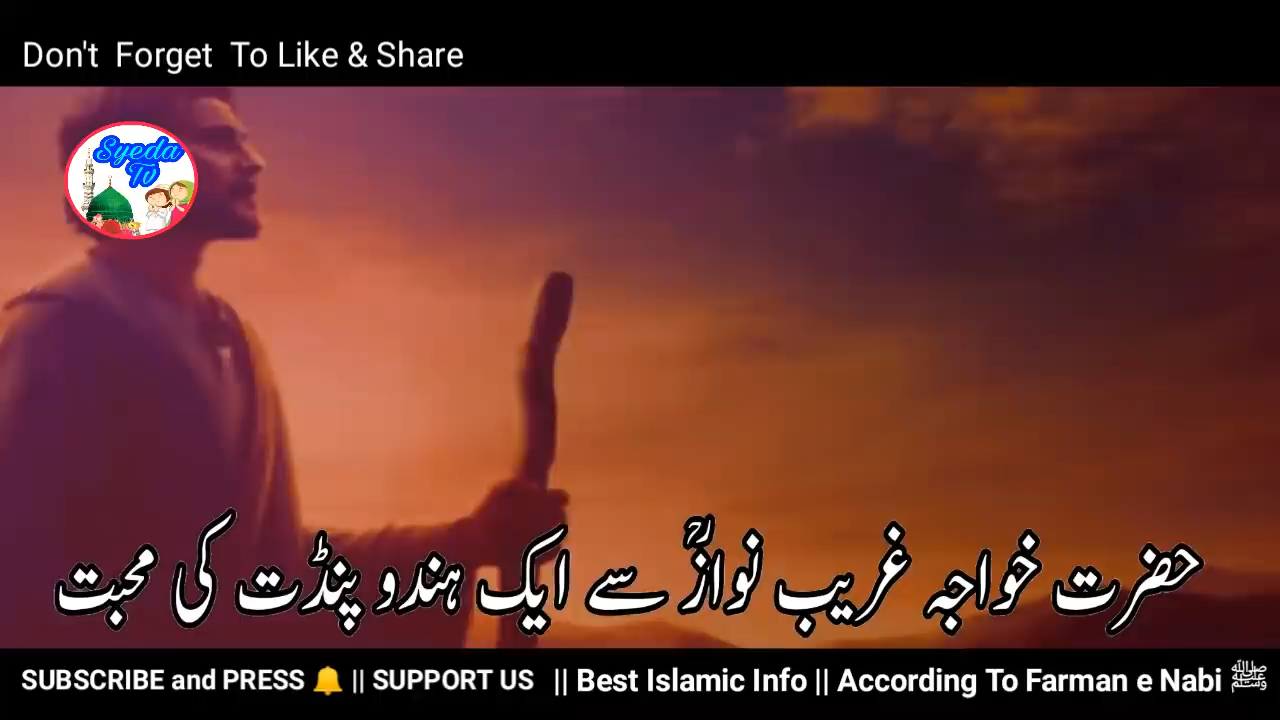 Don't Forget To Like & Share
Syeda
Tv
حضرت خواجہ غریب نوازؒ سے ایک ہندو پنڈت کی محبت
SUBSCRIBE and PRESS 🔔 || SUPPORT US || Best Islamic Info || According To Farman e Nabi ﷺ